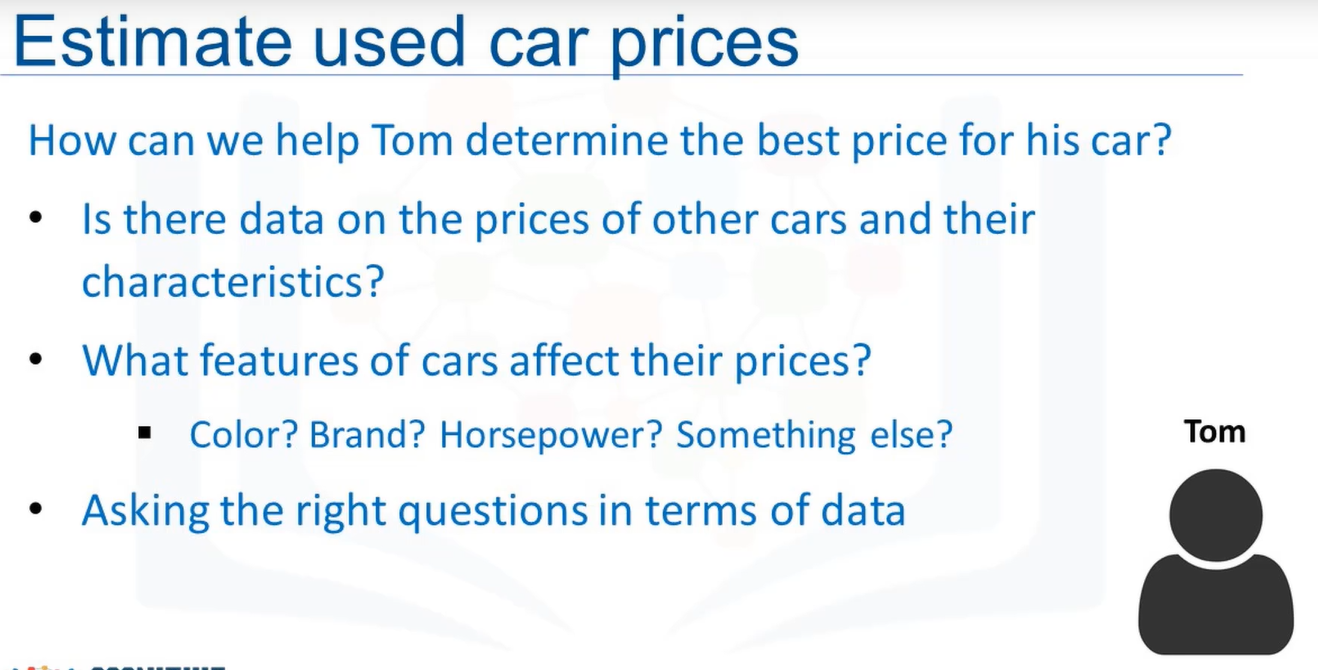 Estimate used car prices
How can we help Tom determine the best price for his car?
• Is there data on the prices of other cars and their
characteristics?
• What features of cars affect their prices?
▪ Color? Brand? Horsepower? Something else?
• Asking the right questions in terms of data
Tom